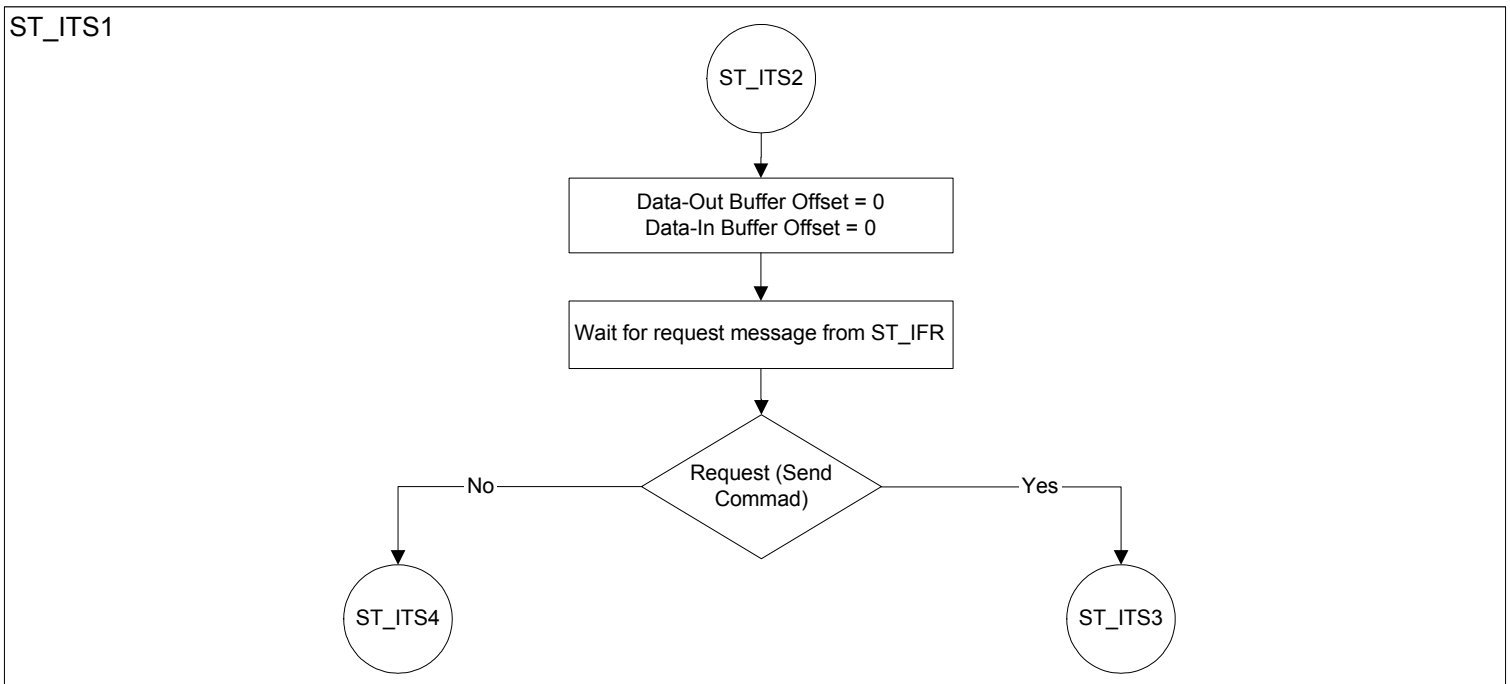 ST_ITS1
ST_ITS2
Data-Out Buffer Offset = 0
Data-In Buffer Offset = 0
Wait for request message from ST_IFR
Request (Send
Commad)
No
Yes
ST_ITS4
ST_ITS3